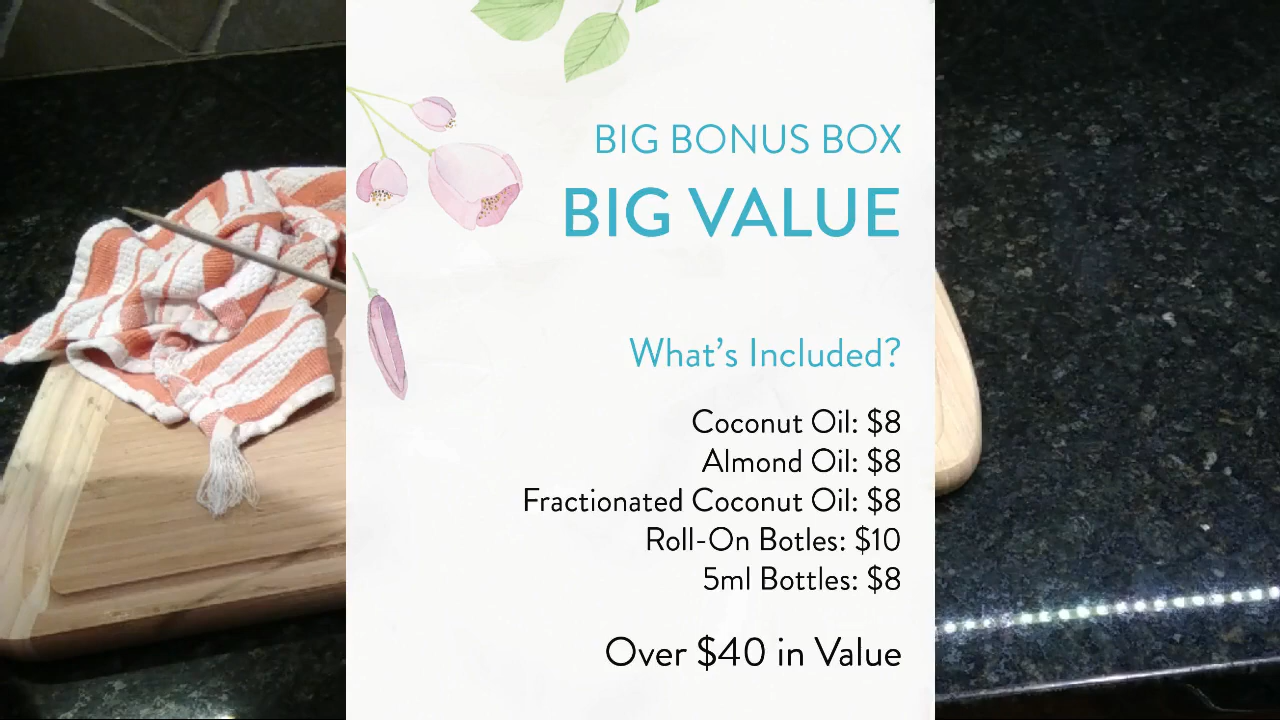 BIG BONUS BOX
BIG VALUE
What's Included?
Coconut Oil: $8
Almond Oil: $8
Fractionated Coconut Oil: $8
Roll-On Botles: $10
5ml Bottles: $8
Over $40 in Value